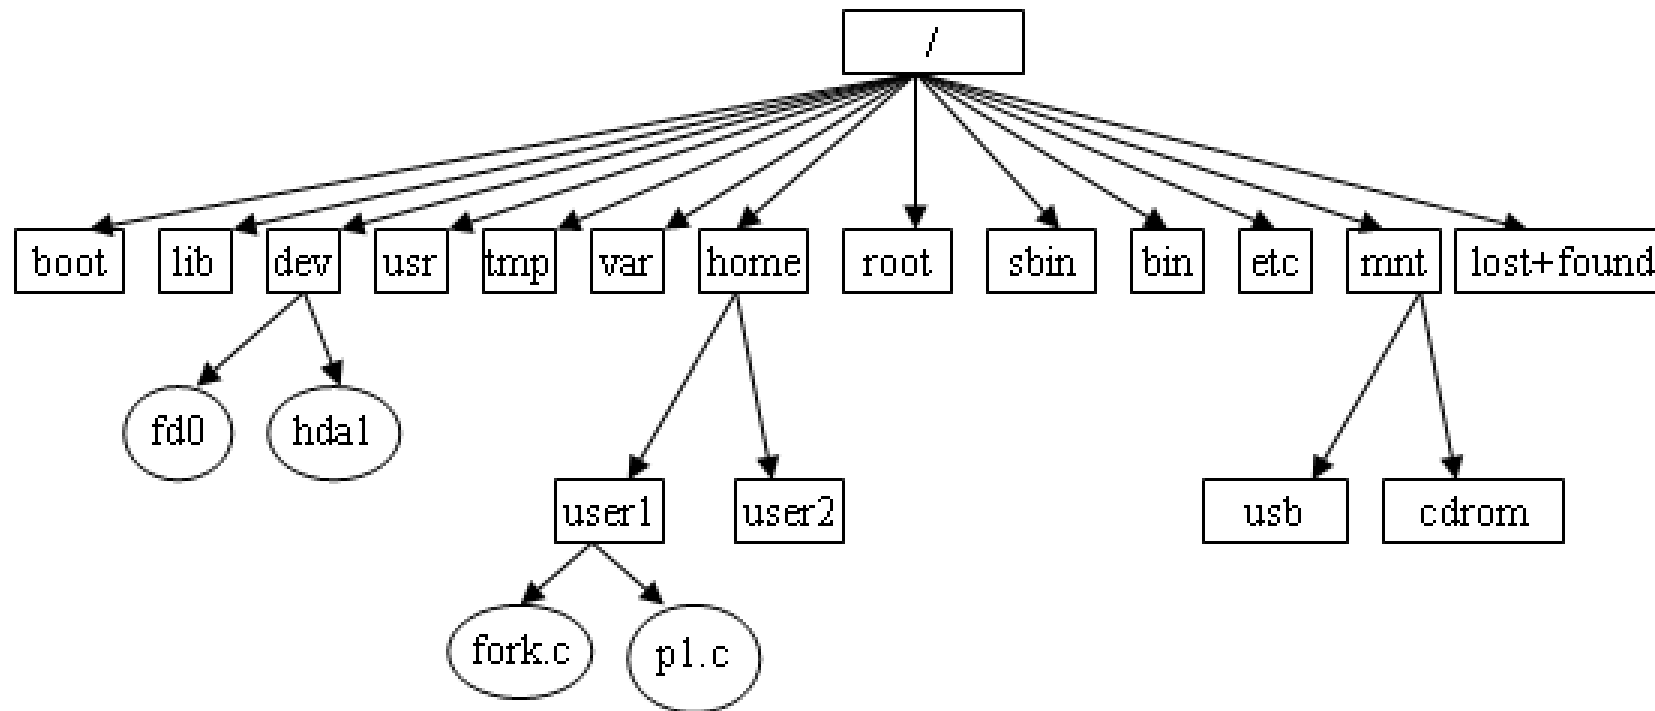 /
boot lib dev usr tmp var home root sbin bin etc mnt lost+found
fd0 hda1
user1 user2 usb cdrom
fork.c p1.c